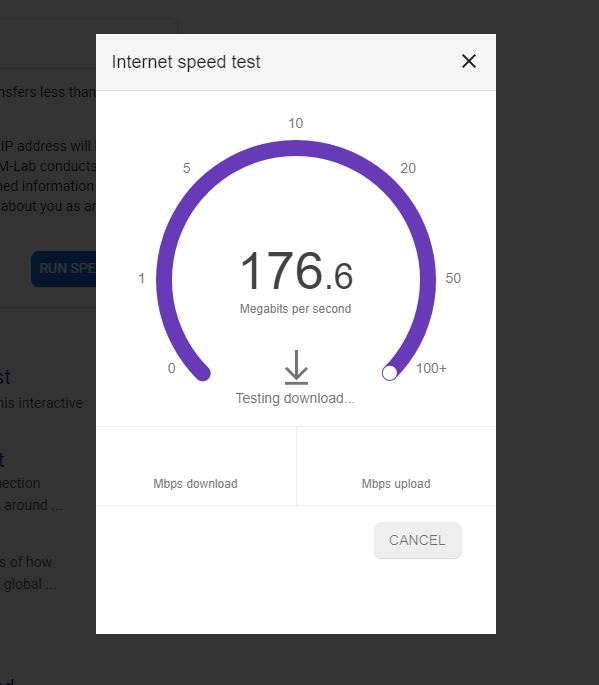 Internet speed test
nsfers less than
IP address will
M-Lab conducts
ned information
about you as an
RUN SPE
st
his interactive
t
nection
around ...
s of how
global ...
10
5
20
1
50
176.6
Megabits per second
0
100+
Testing download...
Mbps download
Mbps upload
CANCEL